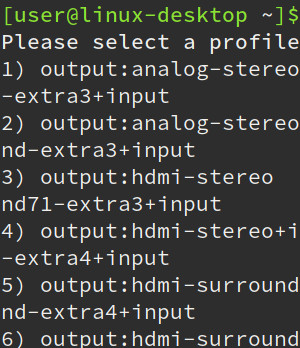 [user@linux-desktop ~]$
Please select a profile
1) output:analog-stereo
-extra3+input
2) output:analog-stereo
nd-extra3+input
3) output:hdmi-stereo
nd71-extra3+input
4) output:hdmi-stereo+i
-extra4+input
5) output:hdmi-surround
nd-extra4+input
6) output:hdmi-surround